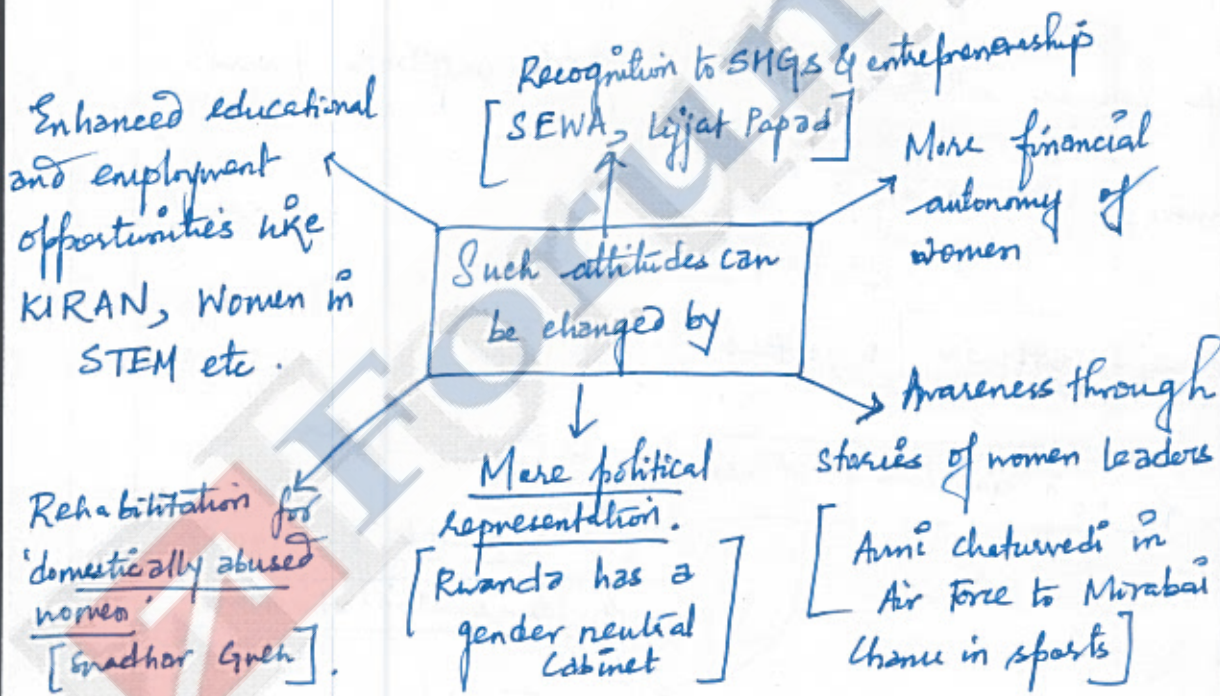 Recognition to SHGs & entreprenereship
[SEWA, Lijjat Papad]
Enhanced educational
and employment
opportunities like
KIRAN, Women in
STEM etc.
More financial
autonomy of
women
Such attitudes can
be changed by
Awareness through
stories of women leaders
[Avni chaturvedi in
Air Force to Mirabai
Chanu in sports]
More political
representation.
[Rwanda has a
gender neutral
Cabinet]
Rehabilitation for
'domestically abused
women'
[Swadhar Greh].
Forum